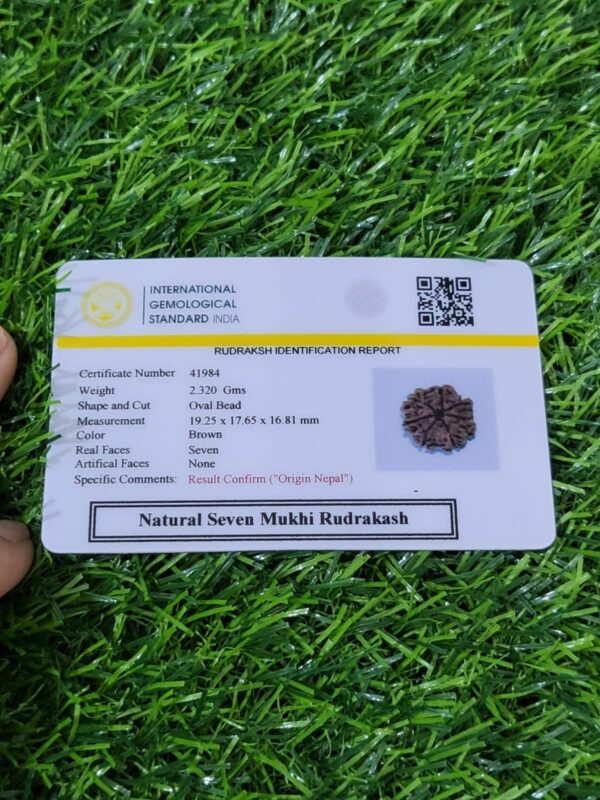 INTERNATIONAL
GEMOLOGICAL
STANDARD INDIA
RUDRAKSH IDENTIFICATION REPORT
Certificate Number 41984
Weight 2.320 Gms
Shape and Cut Oval Bead
Measurement 19.25 x 17.65 x 16.81 mm
Color Brown
Real Faces Seven
Artifical Faces None
Specific Comments: Result Confirm ("Origin Nepal")
Natural Seven Mukhi Rudrakash